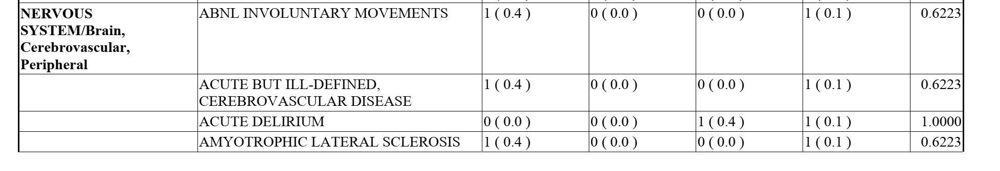 NERVOUS ABNL INVOLUNTARY MOVEMENTS 1 ( 0.4 ) 0 ( 0.0 ) 0 ( 0.0 ) 1 ( 0.1 ) 0.6223
SYSTEM/Brain,
Cerebrovascular,
Peripheral
ACUTE BUT ILL-DEFINED, 1 ( 0.4 ) 0 ( 0.0 ) 0 ( 0.0 ) 1 ( 0.1 ) 0.6223
CEREBROVASCULAR DISEASE
ACUTE DELIRIUM 0 ( 0.0 ) 0 ( 0.0 ) 1 ( 0.4 ) 1 ( 0.1 ) 1.0000
AMYOTROPHIC LATERAL SCLEROSIS 1 ( 0.4 ) 0 ( 0.0 ) 0 ( 0.0 ) 1 ( 0.1 ) 0.6223